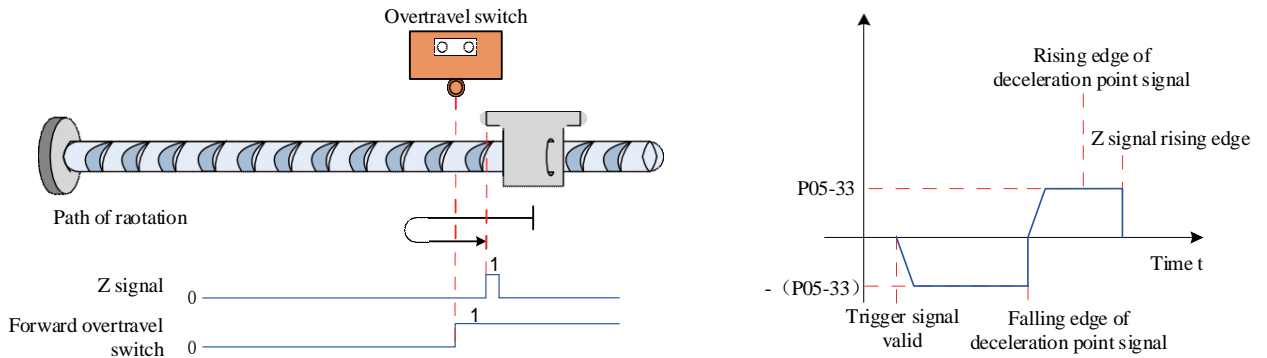 Overtravel switch
Path of raotation
Z signal
0
1
Forward overtravel
switch
0
1
Rising edge of
deceleration point signal
Z signal rising edge
P05-33
Time t
-（P05-33）
Trigger signal
valid
Falling edge of
deceleration point signal